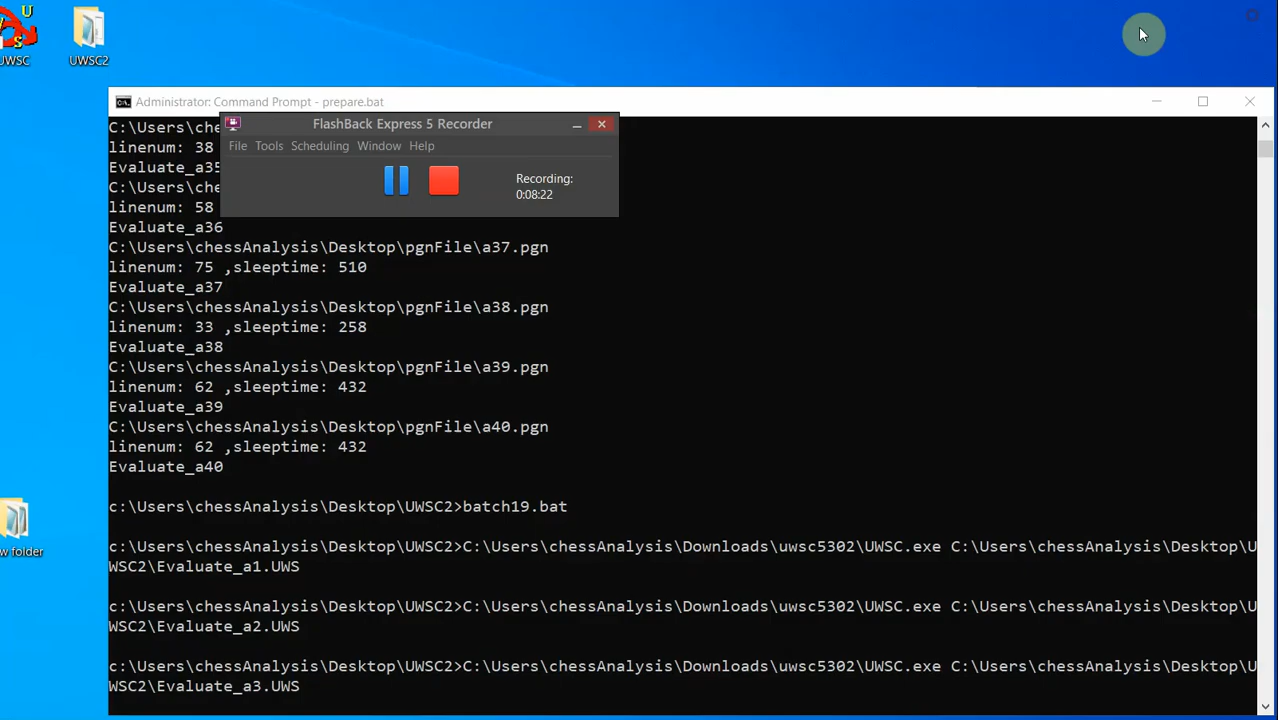 U
S
UWSC
UWSC2
Administrator: Command Prompt - prepare.bat
C:\Users\che
FlashBack Express 5 Recorder
File Tools Scheduling Window Help
Recording:
0:08:22
linenum: 38
Evaluate_a35
C:\Users\che
linenum: 58
Evaluate_a36
C:\Users\chessAnalysis\Desktop\pgnFile\a37.pgn
linenum: 75 ,sleeptime: 510
Evaluate_a37
C:\Users\chessAnalysis\Desktop\pgnFile\a38.pgn
linenum: 33 ,sleeptime: 258
Evaluate_a38
C:\Users\chessAnalysis\Desktop\pgnFile\a39.pgn
linenum: 62 ,sleeptime: 432
Evaluate_a39
C:\Users\chessAnalysis\Desktop\pgnFile\a40.pgn
linenum: 62 ,sleeptime: 432
Evaluate_a40
c:\Users\chessAnalysis\Desktop\UWSC2>batch19.bat
w folder
c:\Users\chessAnalysis\Desktop\UWSC2>C:\Users\chessAnalysis\Downloads\uwsc5302\UWSC.exe C:\Users\chessAnalysis\Desktop\U
WSC2\Evaluate_a1.UWS
c:\Users\chessAnalysis\Desktop\UWSC2>C:\Users\chessAnalysis\Downloads\uwsc5302\UWSC.exe C:\Users\chessAnalysis\Desktop\U
WSC2\Evaluate_a2.UWS
c:\Users\chessAnalysis\Desktop\UWSC2>C:\Users\chessAnalysis\Downloads\uwsc5302\UWSC.exe C:\Users\chessAnalysis\Desktop\U
WSC2\Evaluate_a3.UWS